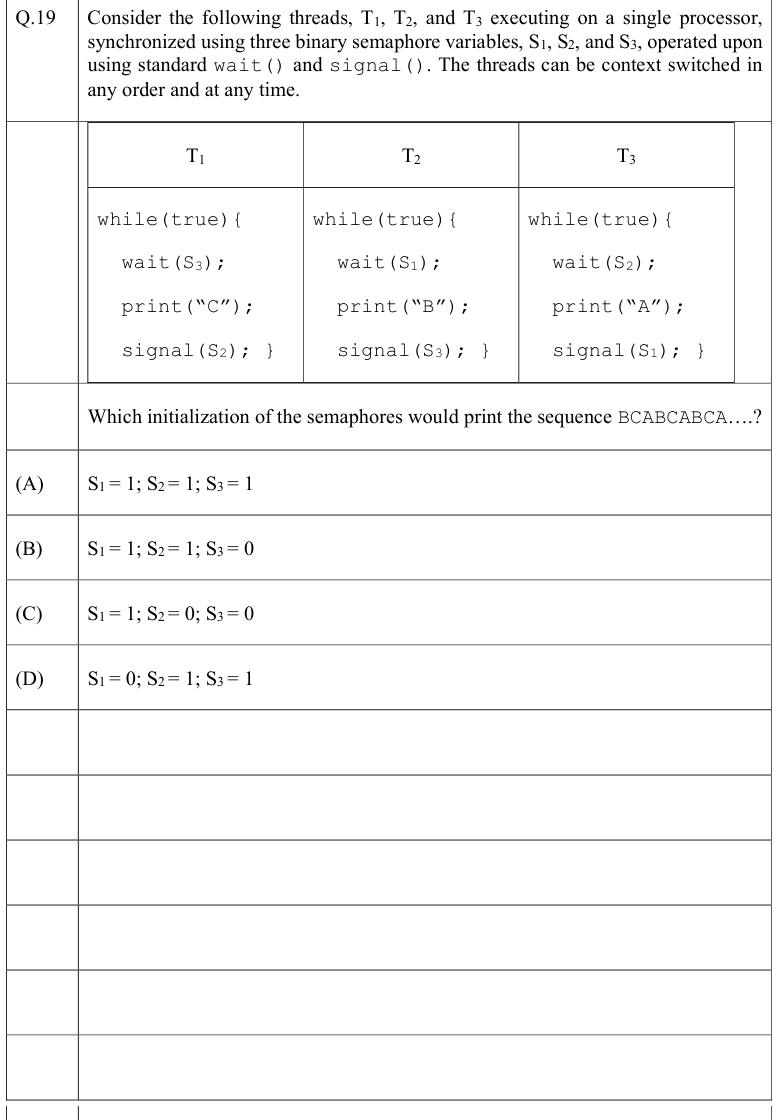 Q.19 Consider the following threads, T₁, T₂, and T₃ executing on a single processor,
synchronized using three binary semaphore variables, S₁, S₂, and S₃, operated upon
using standard wait() and signal(). The threads can be context switched in
any order and at any time.
T₁ T₂ T₃
while(true){ while(true){ while(true){
wait(S₃); wait(S₁); wait(S₂);
print(“C”); print(“B”); print(“A”);
signal(S₂); } signal(S₃); } signal(S₁); }
Which initialization of the semaphores would print the sequence BCABCABCA….?
(A) S₁ = 1; S₂ = 1; S₃ = 1
(B) S₁ = 1; S₂ = 1; S₃ = 0
(C) S₁ = 1; S₂ = 0; S₃ = 0
(D) S₁ = 0; S₂ = 1; S₃ = 1